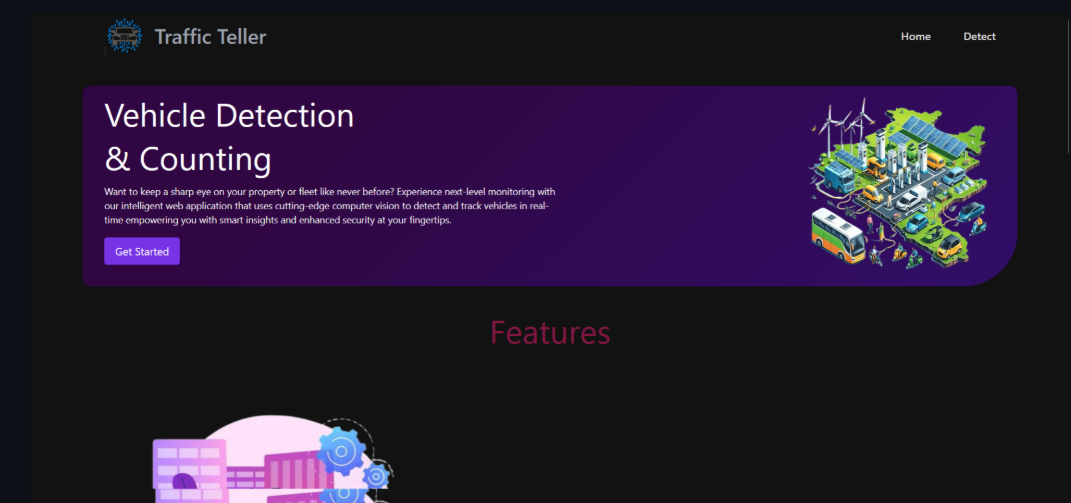 Traffic Teller
Home
Detect
Vehicle Detection
& Counting
Want to keep a sharp eye on your property or fleet like never before? Experience next-level monitoring with
our intelligent web application that uses cutting-edge computer vision to detect and track vehicles in real-
time empowering you with smart insights and enhanced security at your fingertips.
Get Started
Features